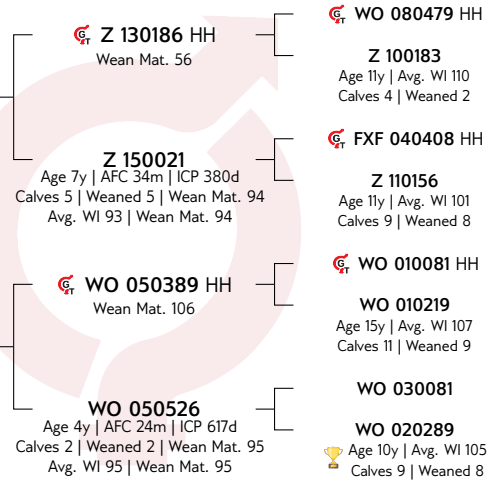 GT Z 130186 HH
Wean Mat. 56
Z 150021
Age 7y | AFC 34m | ICP 380d
Calves 5 | Weaned 5 | Wean Mat. 94
Avg. WI 93 | Wean Mat. 94
GT WO 050389 HH
Wean Mat. 106
WO 050526
Age 4y | AFC 24m | ICP 617d
Calves 2 | Weaned 2 | Wean Mat. 95
Avg. WI 95 | Wean Mat. 95
GT WO 080479 HH
Z 100183
Age 11y | Avg. WI 110
Calves 4 | Weaned 2
GT FXF 040408 HH
Z 110156
Age 11y | Avg. WI 101
Calves 9 | Weaned 8
GT WO 010081 HH
WO 010219
Age 15y | Avg. WI 107
Calves 11 | Weaned 9
WO 030081
WO 020289
Age 10y | Avg. WI 105
Calves 9 | Weaned 8